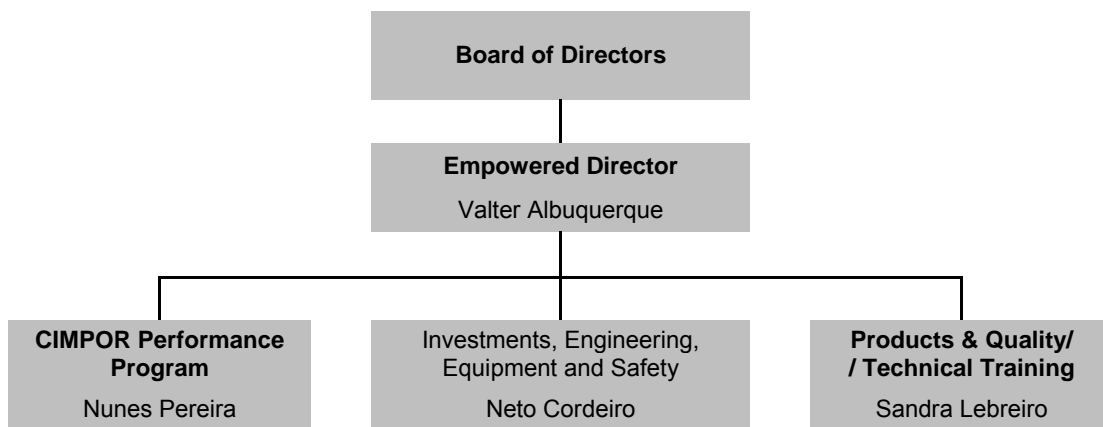 Board of Directors
Empowered Director
Valter Albuquerque
CIMPOR Performance
Program
Nunes Pereira
Investments, Engineering,
Equipment and Safety
Neto Cordeiro
Products & Quality/
/ Technical Training
Sandra Lebreiro